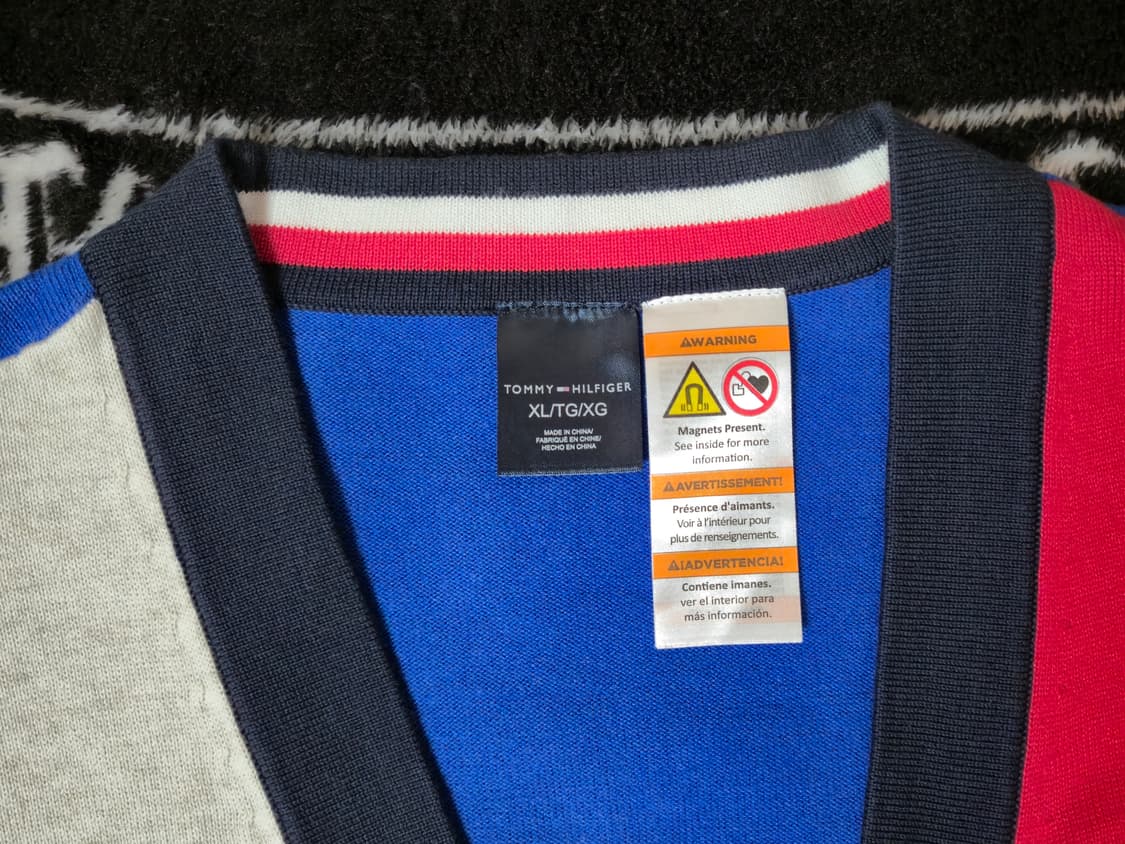 TOMMY HILFIGER
XL/TG/XG
MADE IN CHINA/
FABRIQUÉ EN CHINE/
HECHO EN CHINA
WARNING
Magnets Present.
See inside for more
information.
AVERTISSEMENT!
Présence d'aimants.
Voir à l'intérieur pour
plus de renseignements.
¡ADVERTENCIA!
Contiene imanes.
ver el interior para
más información.